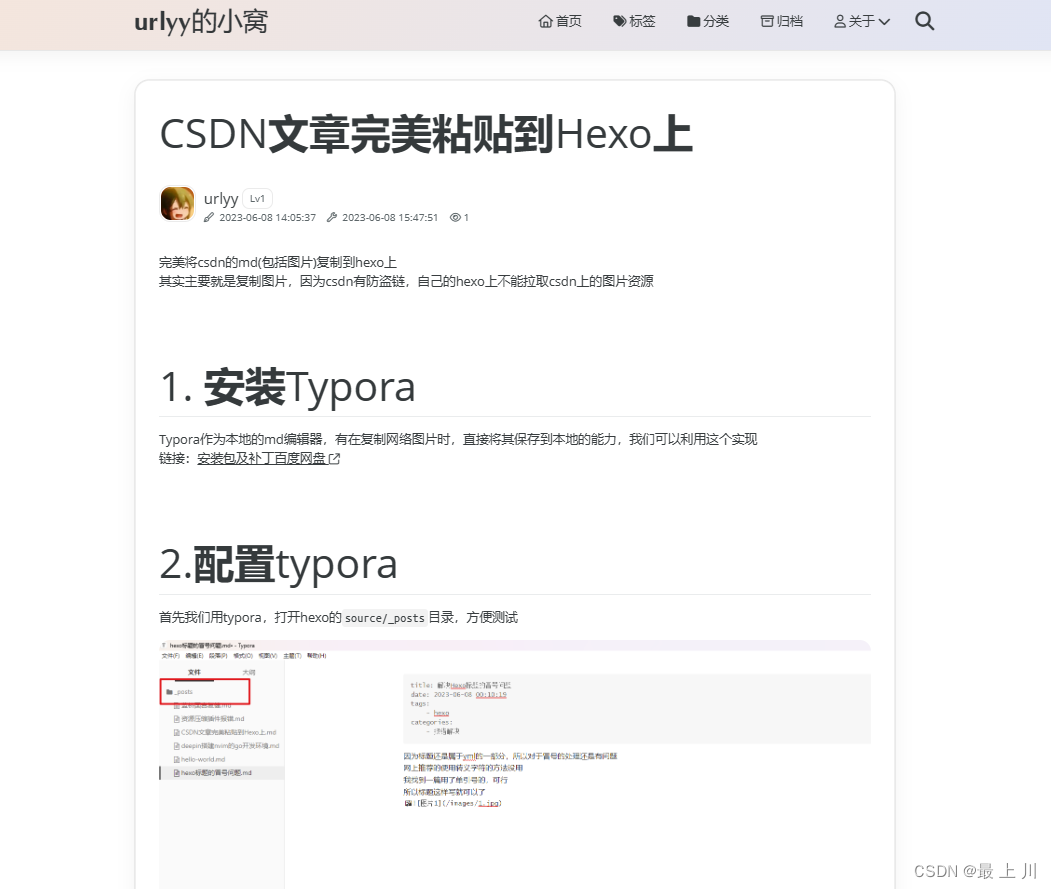 urlyy的小窝
首页 标签 分类 归档 关于
CSDN文章完美粘贴到Hexo上
urlyy Lv1
2023-06-08 14:05:37 2023-06-08 15:47:51 1
完美将csdn的md(包括图片)复制到hexo上
其实主要就是复制图片，因为csdn有防盗链，自己的hexo上不能拉取csdn上的图片资源
1. 安装Typora
Typora作为本地的md编辑器，有在复制网络图片时，直接将其保存到本地的能力，我们可以利用这个实现
链接：安装包及补丁百度网盘
2.配置typora
首先我们用typora，打开hexo的 source/_posts 目录，方便测试
hexo标题的冒号问题.md• - Typora
文件(F) 编辑(E) 段落(P) 格式(O) 视图(V) 主题(T) 帮助(H)
文件 大纲
_posts
资源压缩插件报错.md
CSDN文章完美粘贴到Hexo上.md
deepin搭建nvim的go开发环境.md
hello-world.md
hexo标题的冒号问题.md
title: 解决Hexo标题的冒号问题
date: 2023-06-08 00:18:19
tags:
- hexo
categories:
因为标题还是属于yml的一部分，所以对于冒号的处理还是有问题
网上推荐的使用转义字符的方法没用
我找到一篇用了单引号的，可行
所以标题这样写就可以了
![图片1](/images/1.jpg)
CSDN @最 上 川